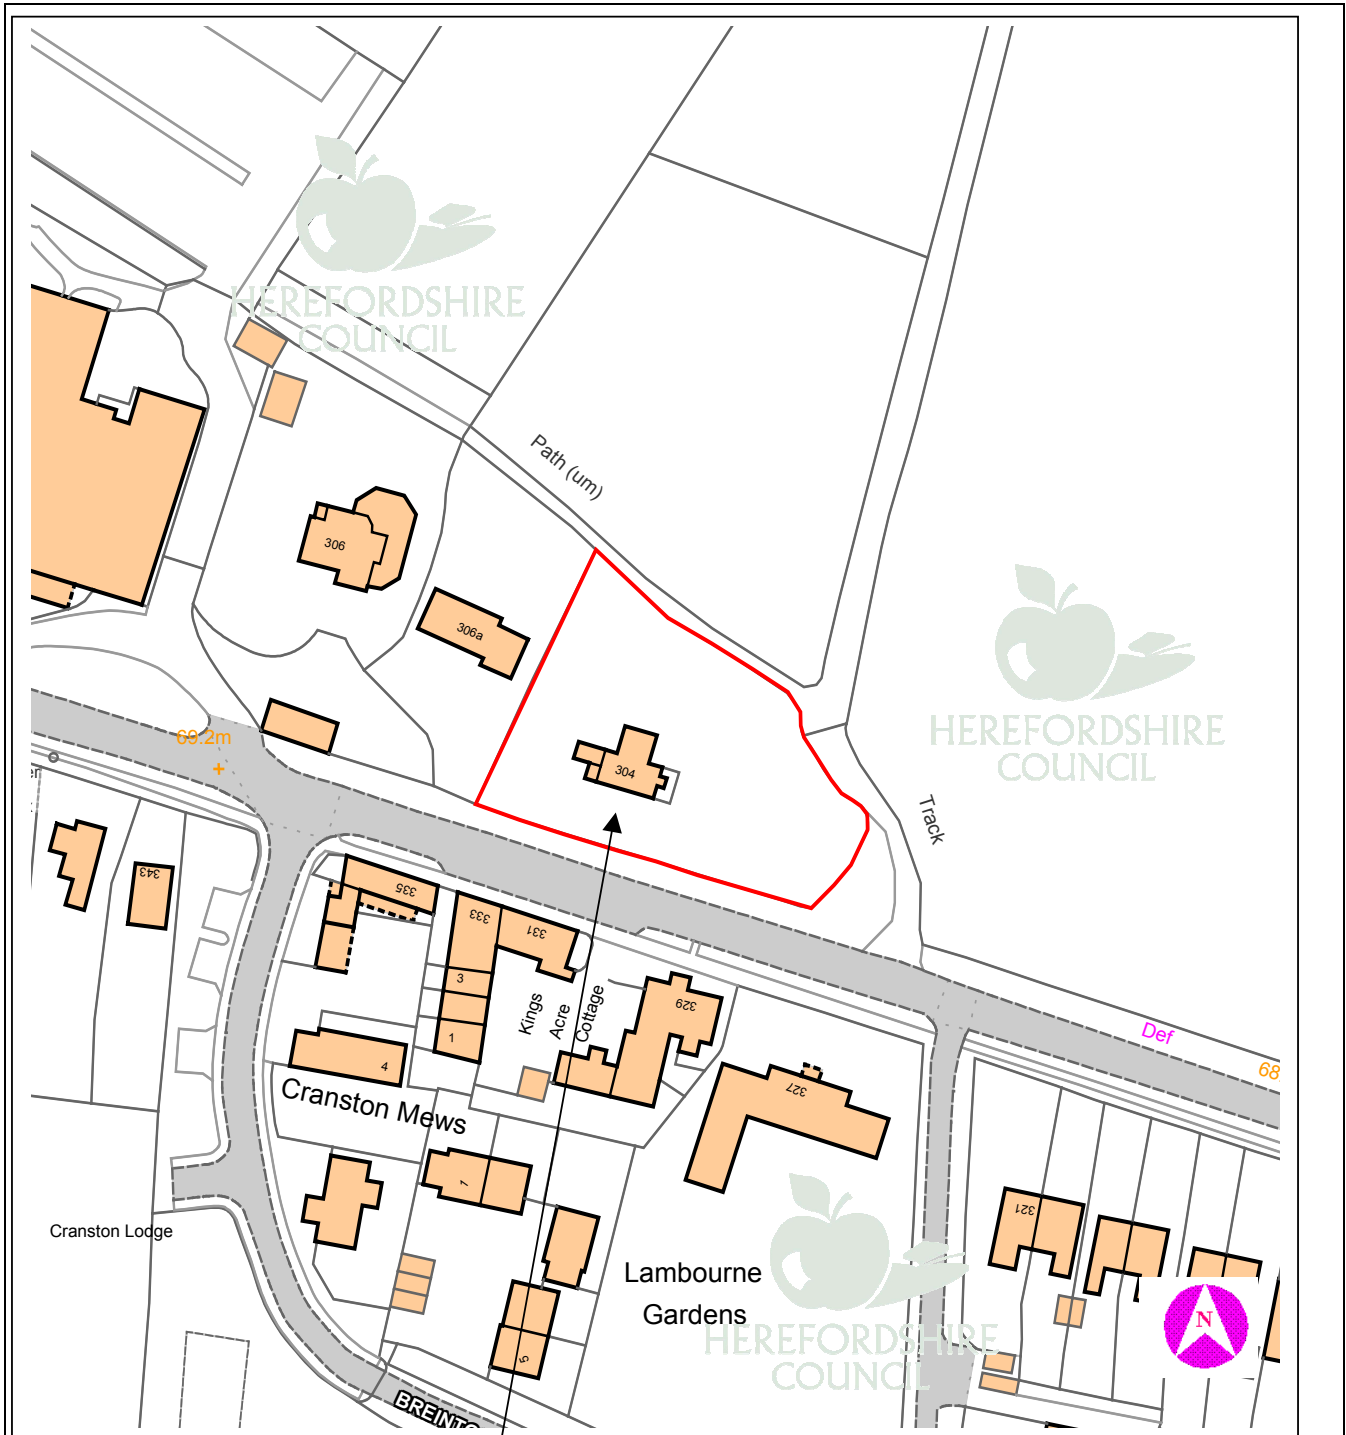 HEREFORDSHIRE
COUNCIL
Path (um)
306
306a
HEREFORDSHIRE
COUNCIL
69.2m
304
Track
343
335
333
331
3
1
Kings
Acre
Cottage
329
Def
68
4
Cranston Mews
327
7
321
Cranston Lodge
Lambourne
Gardens
N
HEREFORDSHIRE
COUNCIL
5